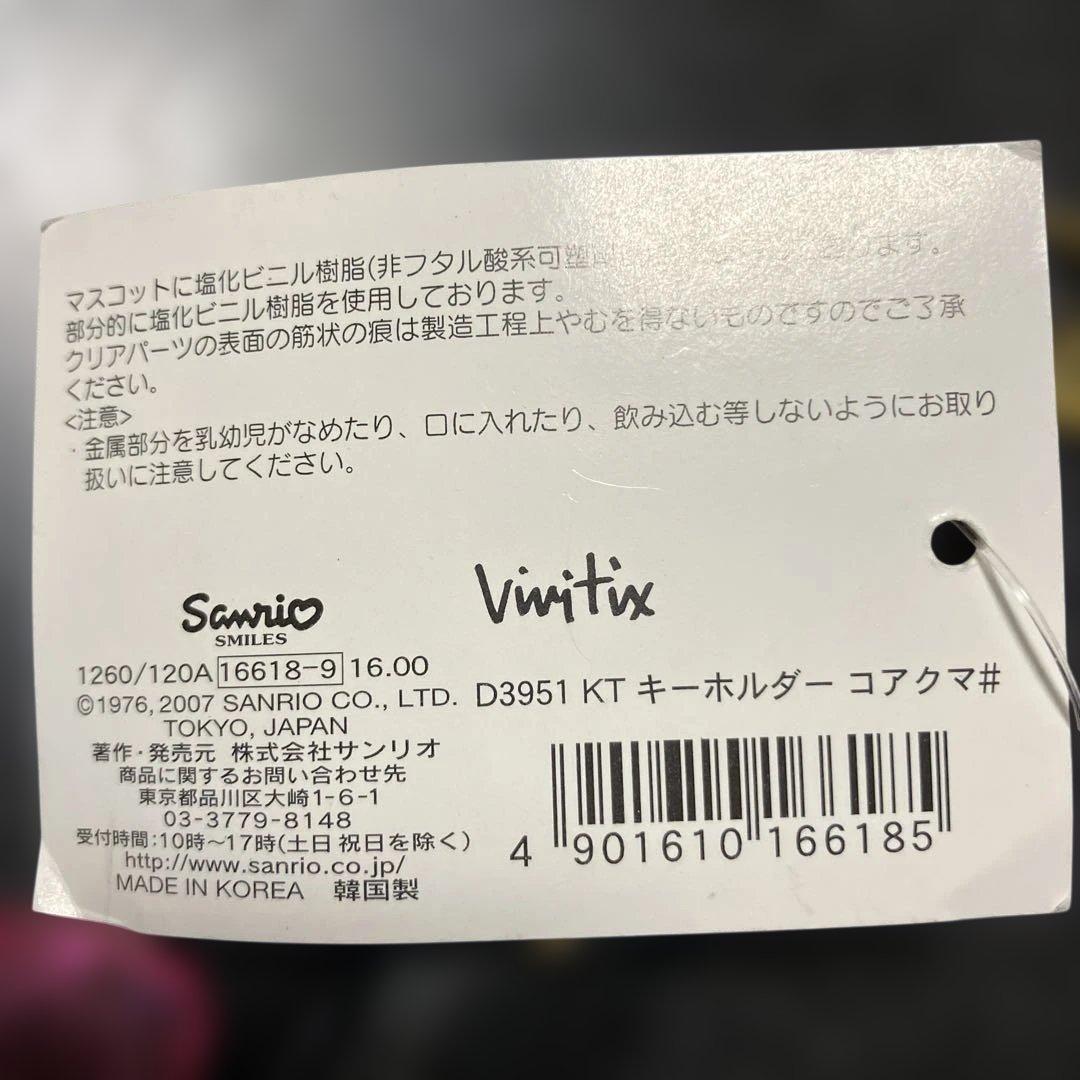 マスコットに塩化ビニル樹脂(非フタル酸系可塑
ます。
部分的に塩化ビニル樹脂を使用しております。
クリアパーツの表面の筋状の痕は製造工程上やむを得ないものですのでご了承
ください。
<注意>
・金属部分を乳幼児がなめたり、口に入れたり、飲み込む等しないようにお取り
扱いに注意してください。
Sanrio
SMILES
Vivitix
1260/120A 16618-9 16.00
©1976, 2007 SANRIO CO., LTD.
TOKYO, JAPAN
著作・発売元 株式会社サンリオ
商品に関するお問い合わせ先
東京都品川区大崎1-6-1
03-3779-8148
受付時間:10時〜17時(土日祝日を除く)
http://www.sanrio.co.jp/
MADE IN KOREA 韓国製
D3951 KT キーホルダー コアクマ#
4 901610 166185